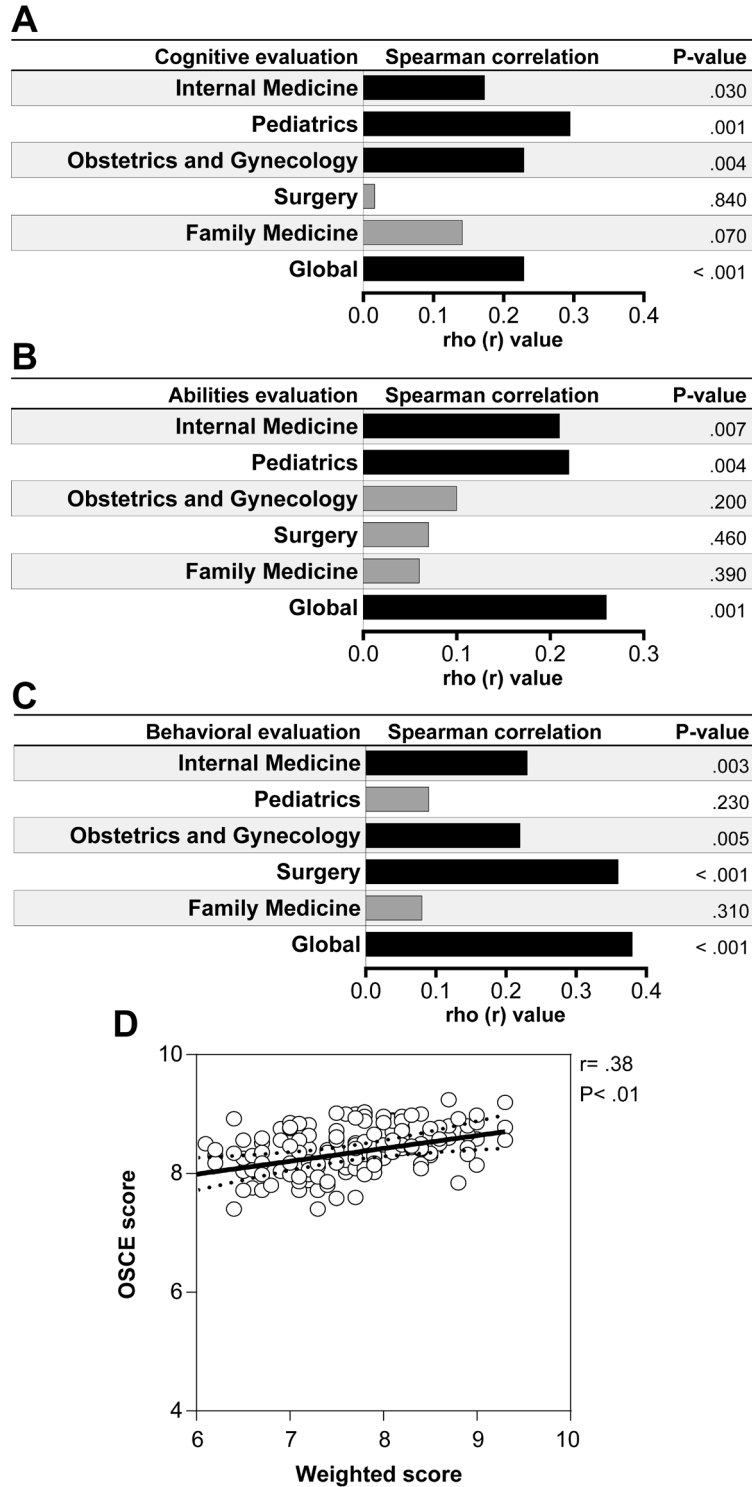 A
Cognitive evaluation Spearman correlation P-value
Internal Medicine .030
Pediatrics .001
Obstetrics and Gynecology .004
Surgery .840
Family Medicine .070
Global < .001
0.0 0.1 0.2 0.3 0.4
rho (r) value
B
Abilities evaluation Spearman correlation P-value
Internal Medicine .007
Pediatrics .004
Obstetrics and Gynecology .200
Surgery .460
Family Medicine .390
Global .001
0.0 0.1 0.2 0.3
rho (r) value
C
Behavioral evaluation Spearman correlation P-value
Internal Medicine .003
Pediatrics .230
Obstetrics and Gynecology .005
Surgery < .001
Family Medicine .310
Global < .001
0.0 0.1 0.2 0.3 0.4
rho (r) value
D
r= .38
P< .01
OSCE score
10
8
6
4
6 7 8 9 10
Weighted score